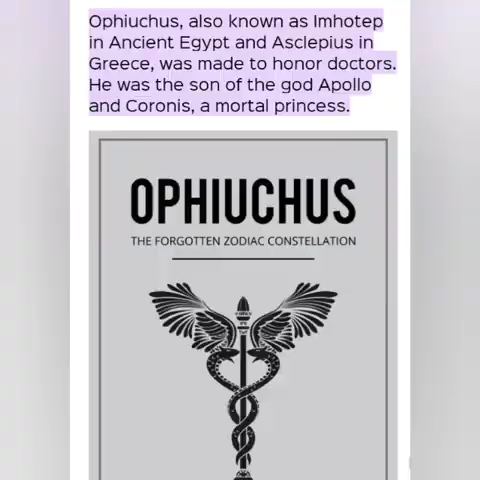 Ophiuchus, also known as Imhotep
in Ancient Egypt and Asclepius in
Greece, was made to honor doctors.
He was the son of the god Apollo
and Coronis, a mortal princess.
OPHIUCHUS
THE FORGOTTEN ZODIAC CONSTELLATION